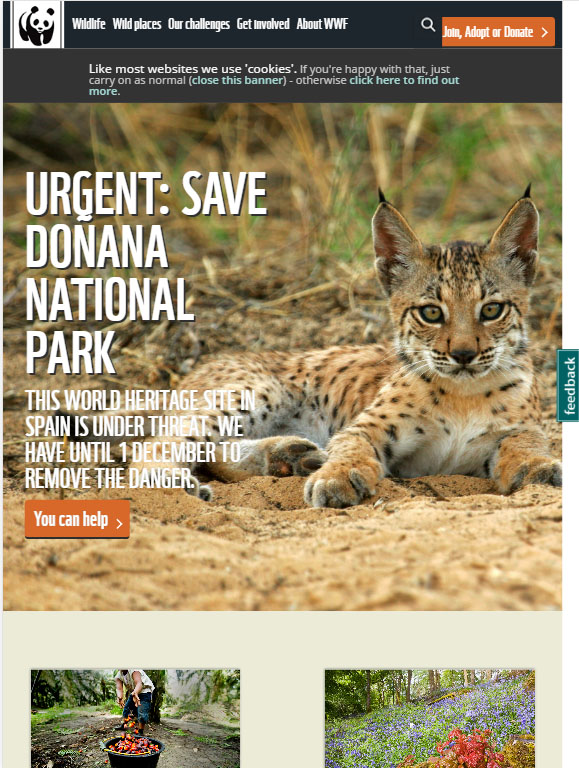 Wildlife Wild places Our challenges Get involved About WWF
Join, Adopt or Donate
Like most websites we use 'cookies'. If you're happy with that, just
carry on as normal (close this banner) - otherwise click here to find out
more.
URGENT: SAVE
DOÑANA
NATIONAL
PARK
THIS WORLD HERITAGE SITE IN
SPAIN IS UNDER THREAT. WE
HAVE UNTIL 1 DECEMBER TO
REMOVE THE DANGER.
You can help
feedback